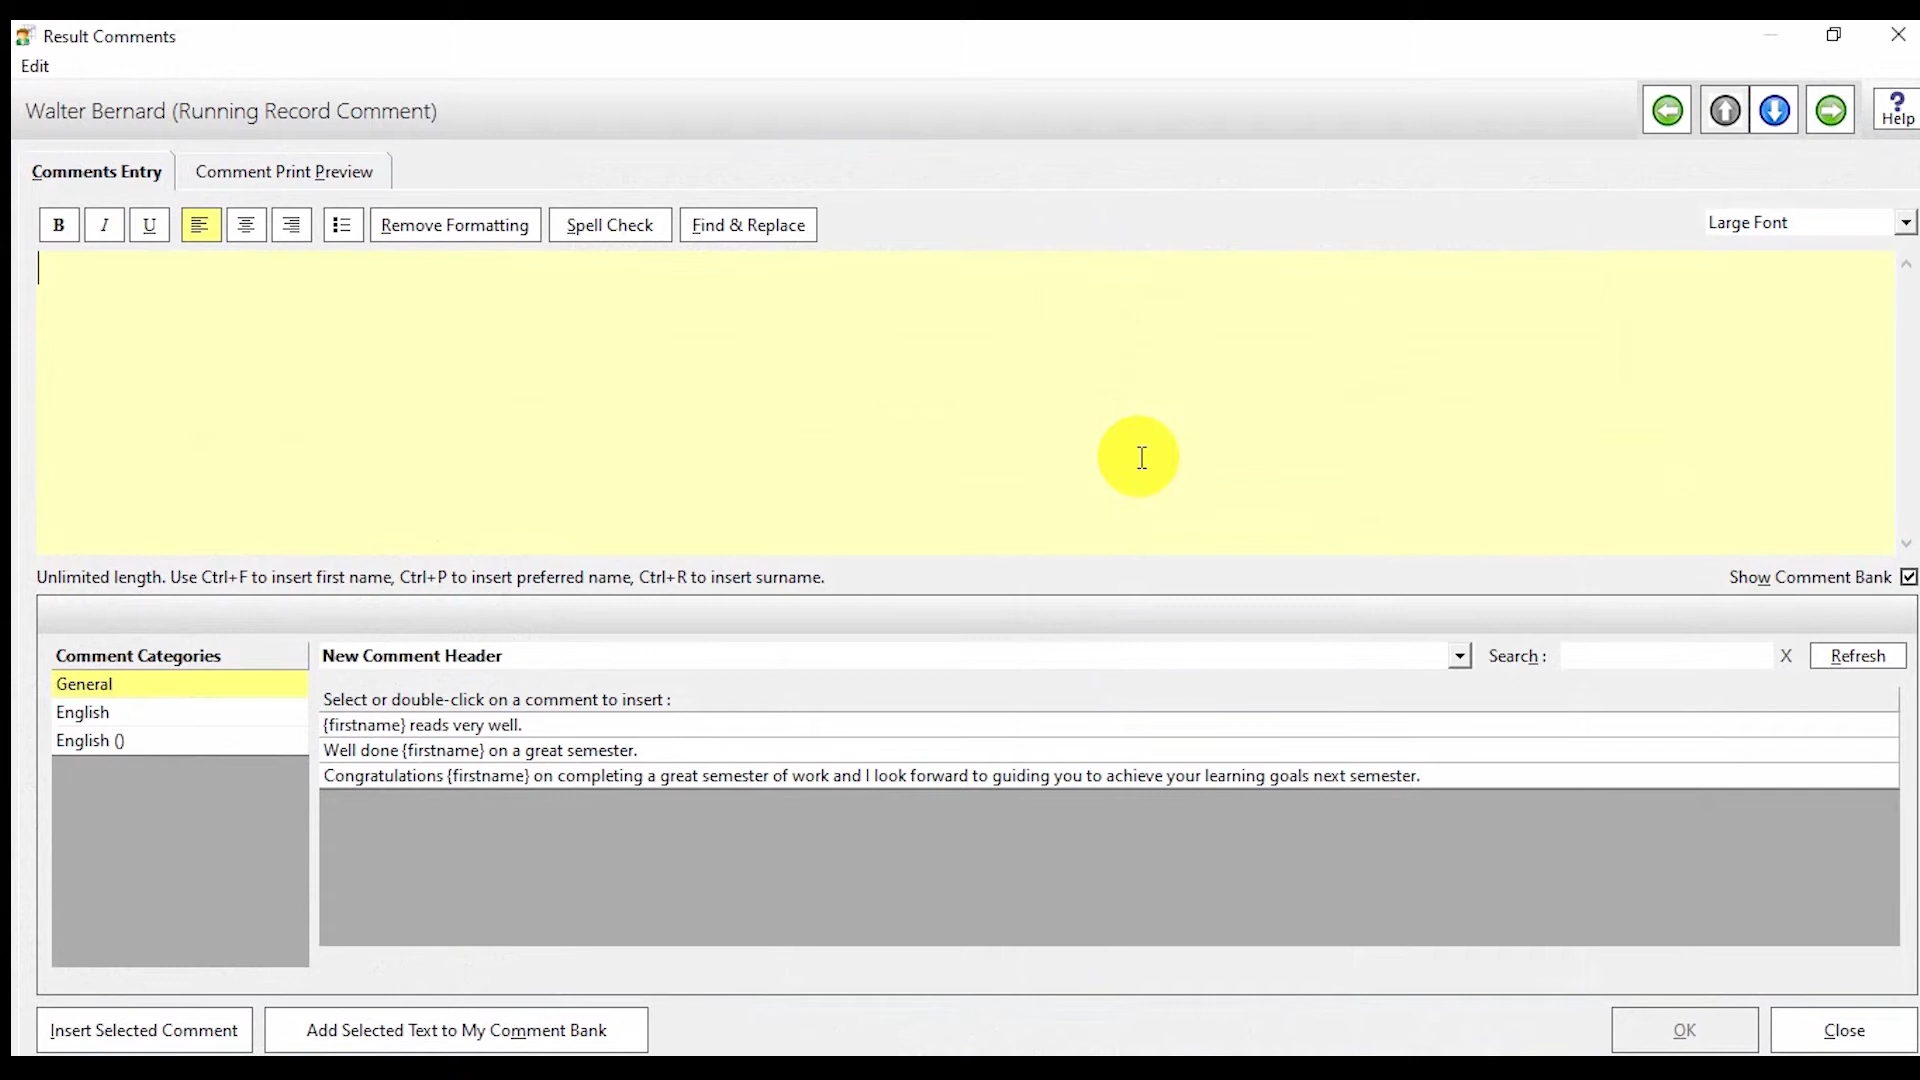 Result Comments
Edit
Walter Bernard (Running Record Comment)
? Help
Comments Entry
Comment Print Preview
B I U Remove Formatting Spell Check Find & Replace Large Font
Unlimited length. Use Ctrl+F to insert first name, Ctrl+P to insert preferred name, Ctrl+R to insert surname.
Show Comment Bank
Comment Categories
General
English
English ()
New Comment Header
Search :
X
Refresh
Select or double-click on a comment to insert :
{firstname} reads very well.
Well done {firstname} on a great semester.
Congratulations {firstname} on completing a great semester of work and I look forward to guiding you to achieve your learning goals next semester.
Insert Selected Comment
Add Selected Text to My Comment Bank
OK
Close